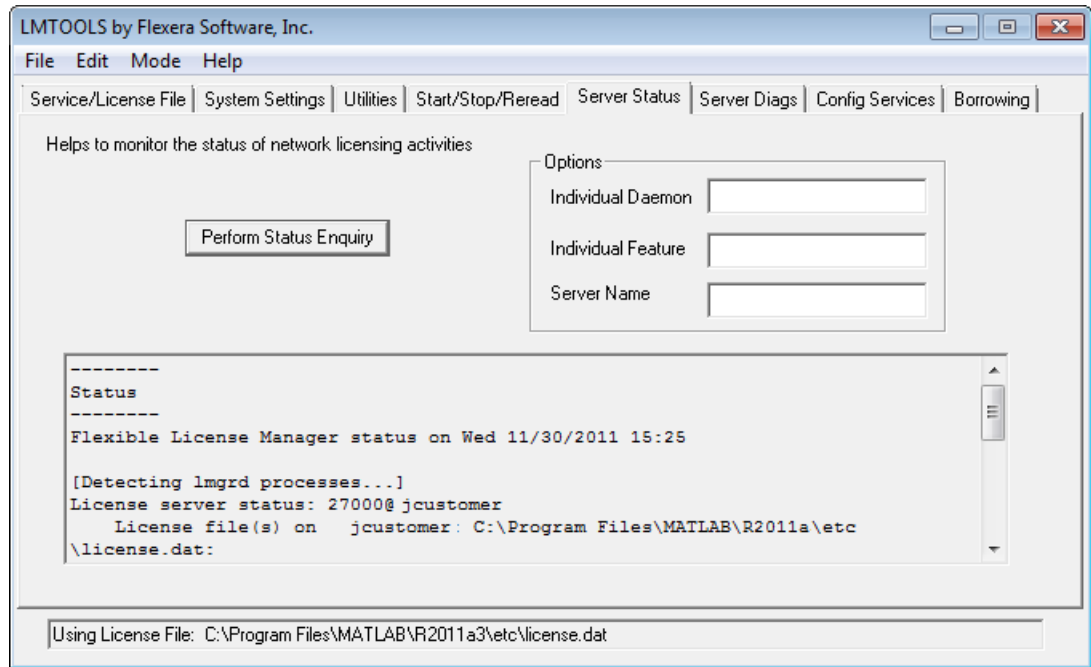 LMTOOLS by Flexera Software, Inc.
File Edit Mode Help
Service/License File System Settings Utilities Start/Stop/Reread Server Status Server Diags Config Services Borrowing
Helps to monitor the status of network licensing activities
Options
Individual Daemon
Perform Status Enquiry
Individual Feature
Server Name
--------
Status
--------
Flexible License Manager status on Wed 11/30/2011 15:25
[Detecting lmgrd processes...]
License server status: 27000@ jcustomer
License file(s) on jcustomer: C:\Program Files\MATLAB\R2011a\etc
\license.dat:
Using License File: C:\Program Files\MATLAB\R2011a3\etc\license.dat